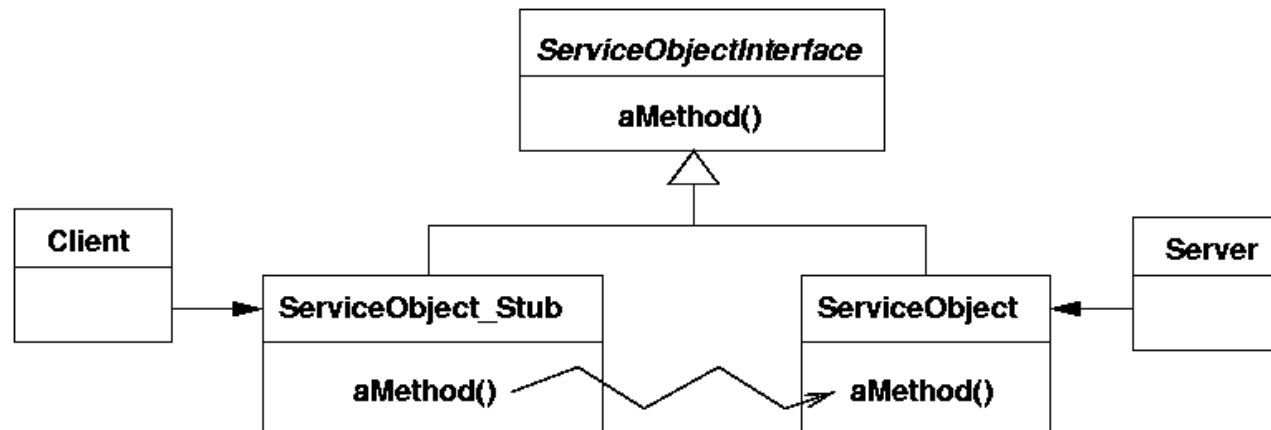 ServiceObjectInterface
aMethod()
Client
Server
ServiceObject_Stub
ServiceObject
aMethod()
aMethod()